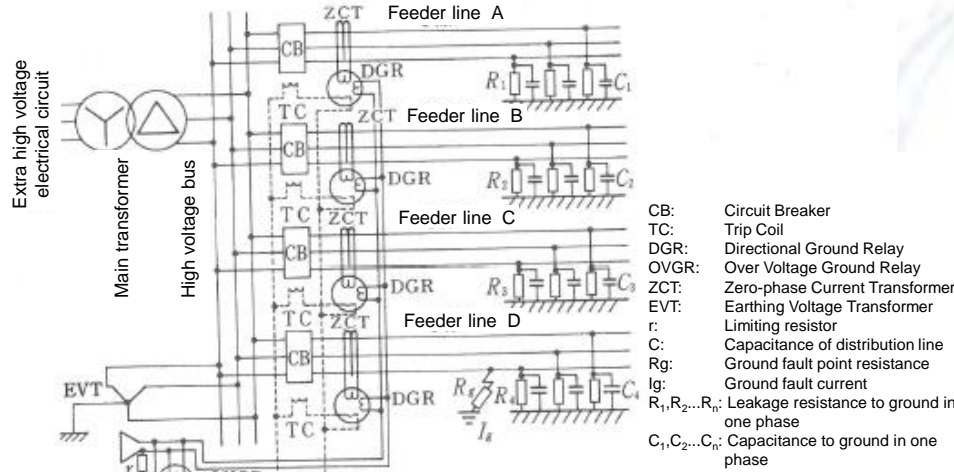 Extra high voltage
electrical circuit
Main transformer
High voltage bus
ZCT
Feeder line A
CB
DGR
R1
C1
TC
ZCT
Feeder line B
CB
DGR
R2
C2
TC
ZCT
Feeder line C
CB
DGR
R3
C3
TC
ZCT
Feeder line D
CB
DGR
Rg
R4
C4
Ig
TC
EVT
r
CB: Circuit Breaker
TC: Trip Coil
DGR: Directional Ground Relay
OVGR: Over Voltage Ground Relay
ZCT: Zero-phase Current Transformer
EVT: Earthing Voltage Transformer
r: Limiting resistor
C: Capacitance of distribution line
Rg: Ground fault point resistance
Ig: Ground fault current
R1,R2...Rn: Leakage resistance to ground in
one phase
C1,C2...Cn: Capacitance to ground in one
phase